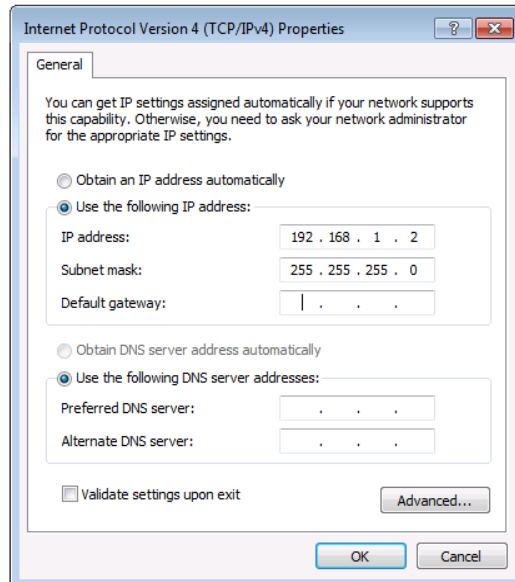 Internet Protocol Version 4 (TCP/IPv4) Properties
General
You can get IP settings assigned automatically if your network supports
this capability. Otherwise, you need to ask your network administrator
for the appropriate IP settings.
Obtain an IP address automatically
Use the following IP address:
IP address: 192 . 168 . 1 . 2
Subnet mask: 255 . 255 . 255 . 0
Default gateway: . . .
Obtain DNS server address automatically
Use the following DNS server addresses:
Preferred DNS server: . . .
Alternate DNS server: . . .
Validate settings upon exit
Advanced...
OK Cancel